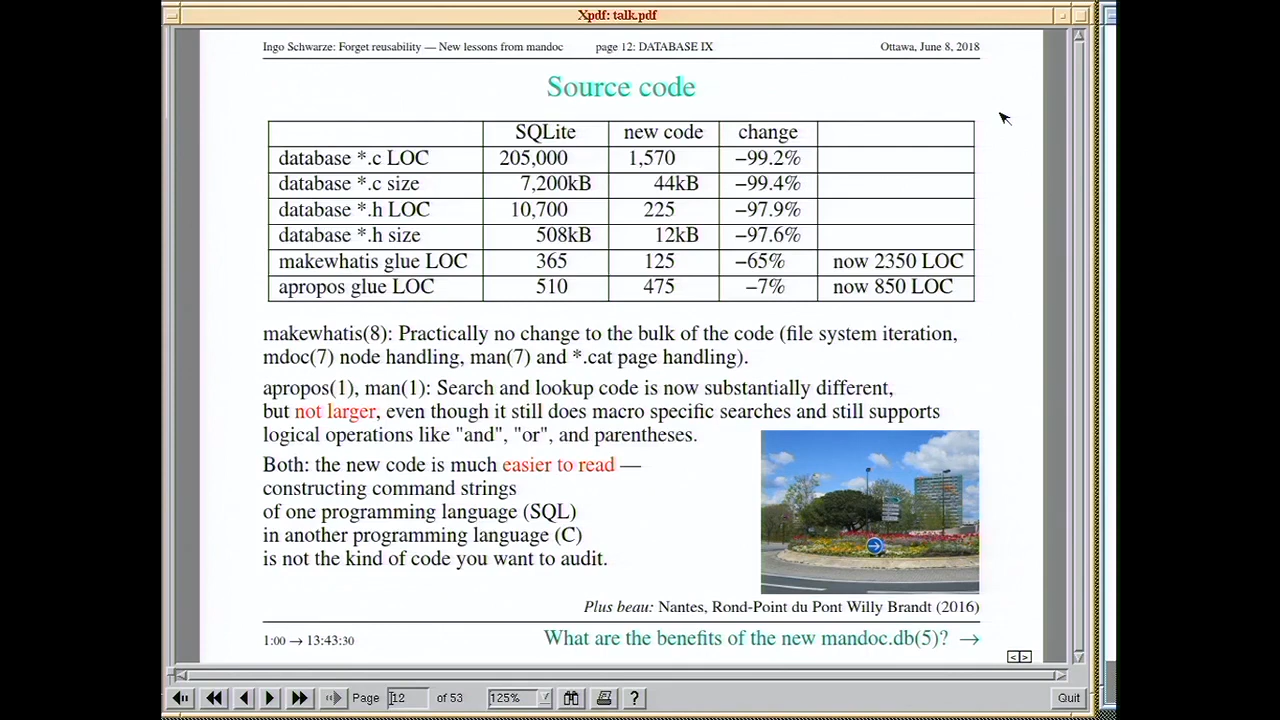 Xpdf: talk.pdf
Ingo Schwarze: Forget reusability — New lessons from mandoc page 12: DATABASE IX Ottawa, June 8, 2018
Source code
SQLite new code change
database *.c LOC 205,000 1,570 −99.2%
database *.c size 7,200kB 44kB −99.4%
database *.h LOC 10,700 225 −97.9%
database *.h size 508kB 12kB −97.6%
makewhatis glue LOC 365 125 −65% now 2350 LOC
apropos glue LOC 510 475 −7% now 850 LOC
makewhatis(8): Practically no change to the bulk of the code (file system iteration,
mdoc(7) node handling, man(7) and *.cat page handling).
apropos(1), man(1): Search and lookup code is now substantially different,
but not larger, even though it still does macro specific searches and still supports
logical operations like "and", "or", and parentheses.
Both: the new code is much easier to read —
constructing command strings
of one programming language (SQL)
in another programming language (C)
is not the kind of code you want to audit.
Plus beau: Nantes, Rond-Point du Pont Willy Brandt (2016)
1:00 → 13:43:30 What are the benefits of the new mandoc.db(5)? →
Page 12 of 53 125% ? Quit